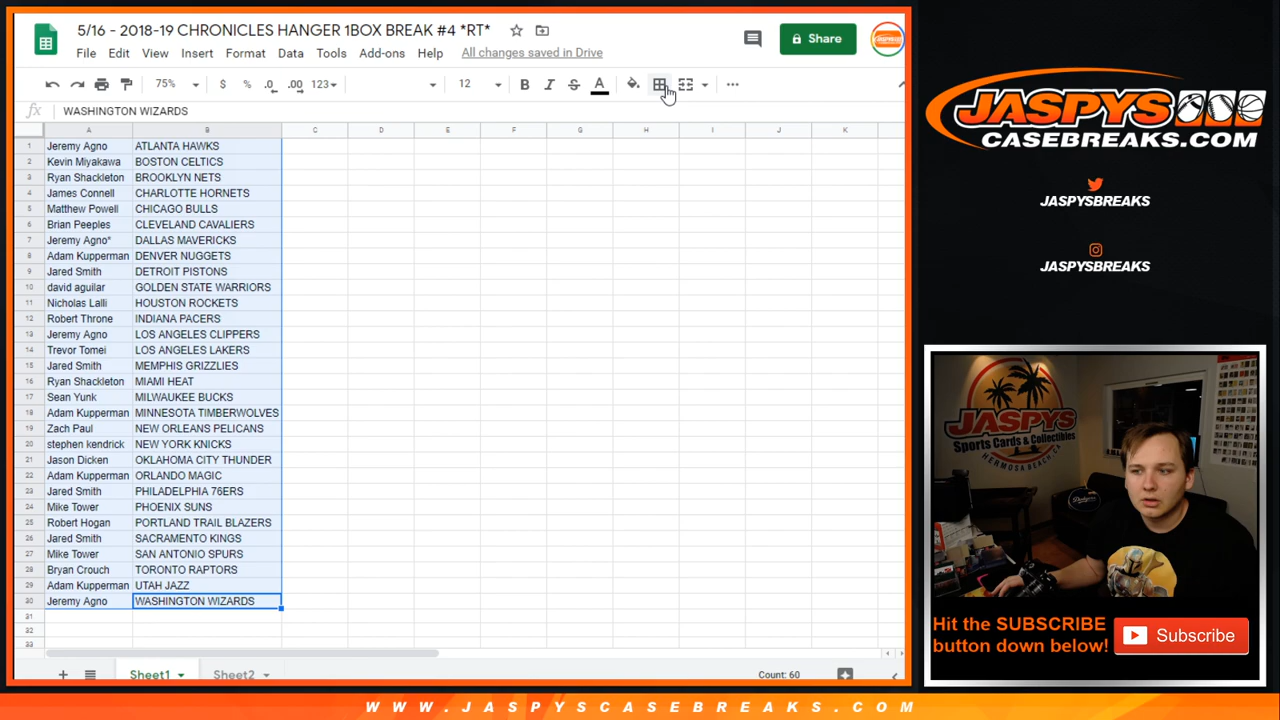 5/16 - 2018-19 CHRONICLES HANGER 1BOX BREAK #4 *RT*
File Edit View Insert Format Data Tools Add-ons Help All changes saved in Drive
Share
75% $ % .0 .00 123 12 B I S A
fx WASHINGTON WIZARDS
A B C D E F G H I J K
1 Jeremy Agno ATLANTA HAWKS
2 Kevin Miyakawa BOSTON CELTICS
3 Ryan Shackleton BROOKLYN NETS
4 James Connell CHARLOTTE HORNETS
5 Matthew Powell CHICAGO BULLS
6 Brian Peeples CLEVELAND CAVALIERS
7 Jeremy Agno* DALLAS MAVERICKS
8 Adam Kupperman DENVER NUGGETS
9 Jared Smith DETROIT PISTONS
10 david aguilar GOLDEN STATE WARRIORS
11 Nicholas Lalli HOUSTON ROCKETS
12 Robert Throne INDIANA PACERS
13 Jeremy Agno LOS ANGELES CLIPPERS
14 Trevor Tomei LOS ANGELES LAKERS
15 Jared Smith MEMPHIS GRIZZLIES
16 Ryan Shackleton MIAMI HEAT
17 Sean Yunk MILWAUKEE BUCKS
18 Adam Kupperman MINNESOTA TIMBERWOLVES
19 Zach Paul NEW ORLEANS PELICANS
20 stephen kendrick NEW YORK KNICKS
21 Jason Dicken OKLAHOMA CITY THUNDER
22 Adam Kupperman ORLANDO MAGIC
23 Jared Smith PHILADELPHIA 76ERS
24 Mike Tower PHOENIX SUNS
25 Robert Hogan PORTLAND TRAIL BLAZERS
26 Jared Smith SACRAMENTO KINGS
27 Mike Tower SAN ANTONIO SPURS
28 Bryan Crouch TORONTO RAPTORS
29 Adam Kupperman UTAH JAZZ
30 Jeremy Agno WASHINGTON WIZARDS
31
32
33
Sheet1 Sheet2 Count: 60
JASPYS
CASEBREAKS.COM
JASPYSBREAKS
JASPYSBREAKS
JASPYS
Sports Cards & Collectibles
HERMOSA BEACH, CA
Hit the SUBSCRIBE
button down below!
Subscribe
WWW.JASPYSCASEBREAKS.COM